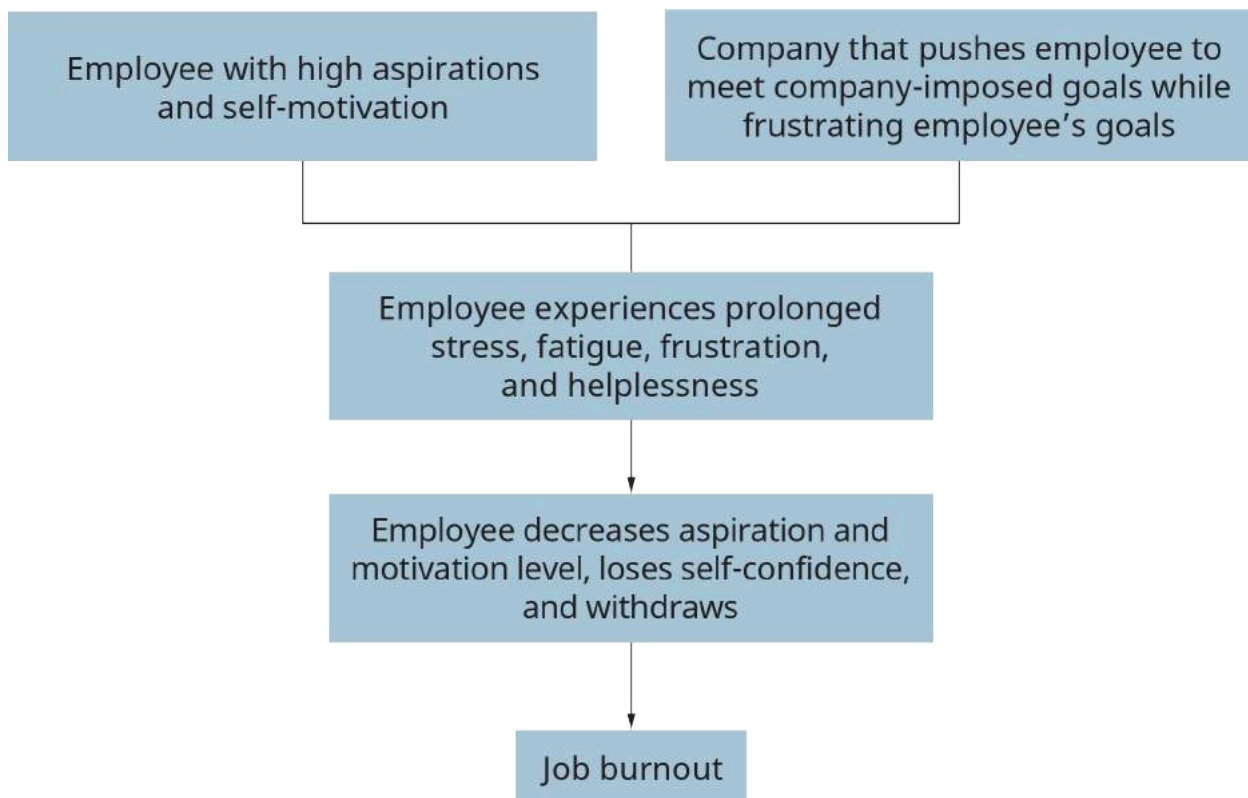 Employee with high aspirations
and self-motivation
Company that pushes employee to
meet company-imposed goals while
frustrating employee’s goals
Employee experiences prolonged
stress, fatigue, frustration,
and helplessness
Employee decreases aspiration and
motivation level, loses self-confidence,
and withdraws
Job burnout